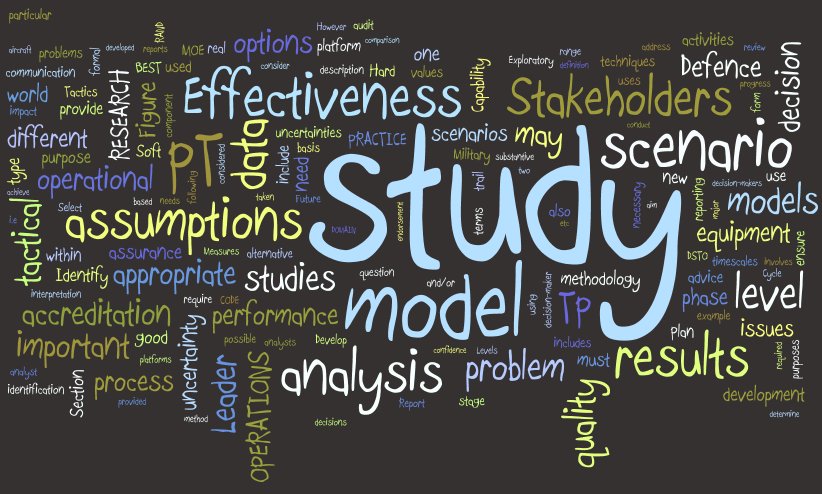 particular
However
audit
RAND
aircraft
problems
developed
reports
MOE
real
options
platform
comparison
one
Exploratory
range
definition
address
activities
review
communication
formal
BEST
used
consider
description
Hard
values
Capability
techniques
Defence
decision
world
Tactics
provide
RESEARCH
Figure
component
Effectiveness
Stakeholders
uses
progress
form
impact
different
Soft
PT
data
uncertainties
basis
PRACTICE
scenarios
may
conduct
scenario
purpose
considered
include
need
Military
substantive
two
type
achieve
operational
needs
following
taken
Future
Study
trail
new
decision-makers
use
tactical
i.e
Select
based
assumptions
DOMAIN
endorsement
terms
also
etc
necessary
aim
reporting
major
models
within
assurance
Measures
alternative
equipment
ensure
Identify
appropriate
studies
question
and/or
methodology
DSTO
timescales
involves
Cycle
advice
interpretation
require
CODE
model
using
decision-maker
TP
phase
level
example
accreditation
uncertainty
performance
plan
issues
important
good
possible
analysts
Develop
confidence
Levels
includes
must
results
required
purposes
analyst
platforms
identification
Section
process
provided
method
Leader
OPERATIONS
analysis
problem
quality
development
determine
decisions
Report
stage